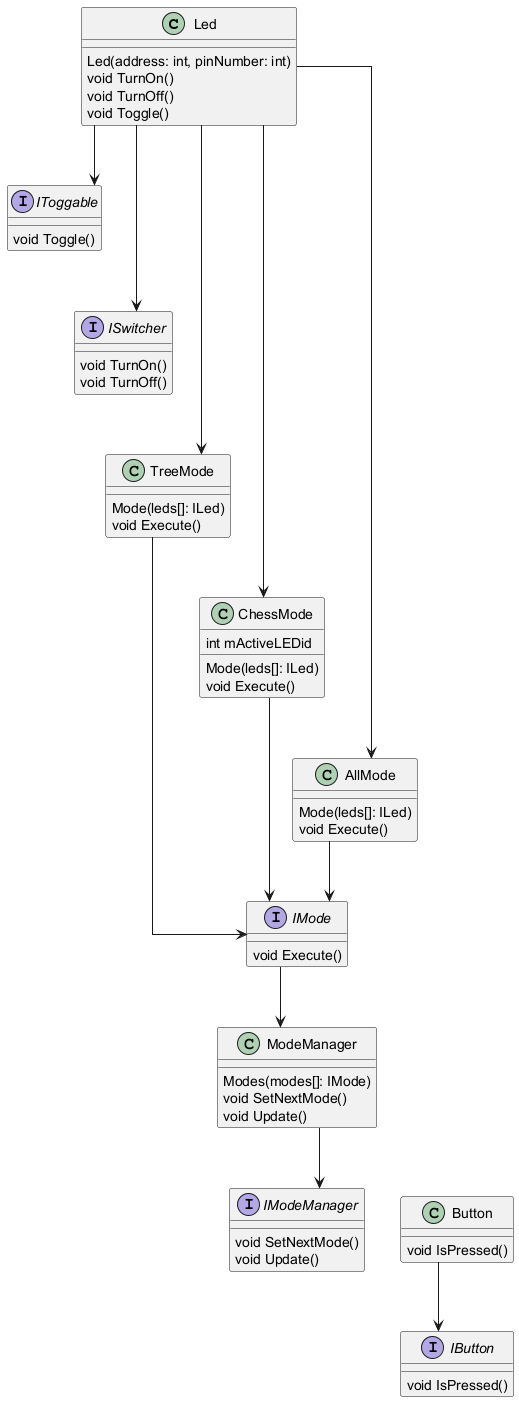 C Led
Led(address: int, pinNumber: int)
void TurnOn()
void TurnOff()
void Toggle()
I IToggable
void Toggle()
I ISwitcher
void TurnOn()
void TurnOff()
C TreeMode
Mode(leds[]: ILed)
void Execute()
C ChessMode
int mActiveLEDid
Mode(leds[]: ILed)
void Execute()
C AllMode
Mode(leds[]: ILed)
void Execute()
I IMode
void Execute()
C ModeManager
Modes(modes[]: IMode)
void SetNextMode()
void Update()
I IModeManager
void SetNextMode()
void Update()
C Button
void IsPressed()
I IButton
void IsPressed()